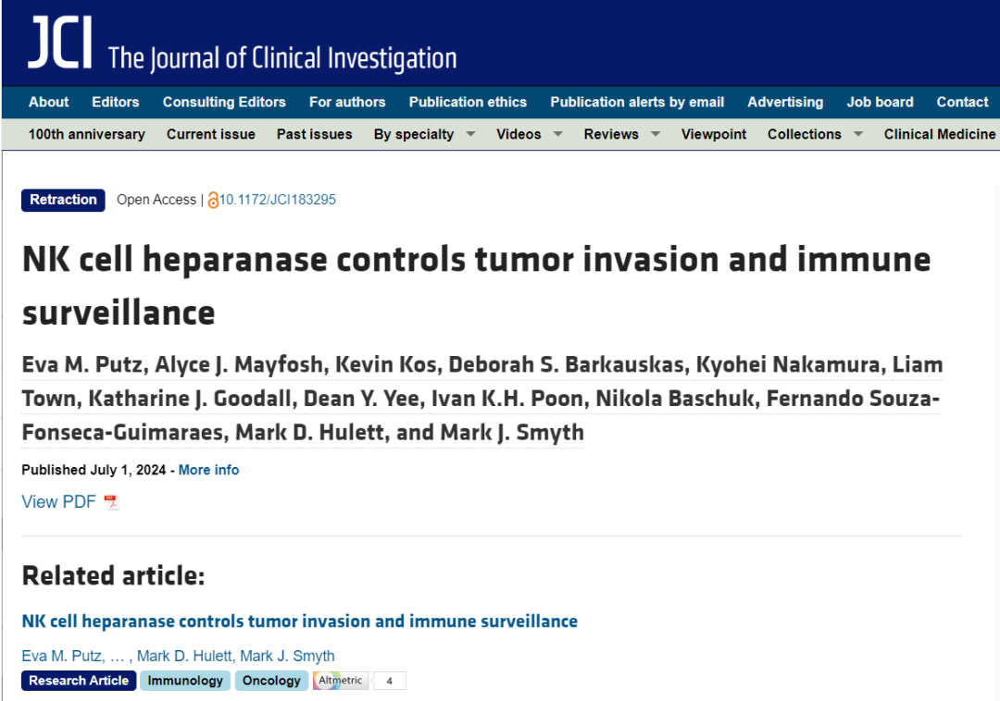 JCI The Journal of Clinical Investigation
About Editors Consulting Editors For authors Publication ethics Publication alerts by email Advertising Job board Contact
100th anniversary Current issue Past issues By specialty Videos Reviews Viewpoint Collections Clinical Medicine
Retraction Open Access | 10.1172/JCI183295
NK cell heparanase controls tumor invasion and immune
surveillance
Eva M. Putz, Alyce J. Mayfosh, Kevin Kos, Deborah S. Barkauskas, Kyohei Nakamura, Liam
Town, Katharine J. Goodall, Dean Y. Yee, Ivan K.H. Poon, Nikola Baschuk, Fernando Souza-
Fonseca-Guimaraes, Mark D. Hulett, and Mark J. Smyth
Published July 1, 2024 - More info
View PDF
Related article:
NK cell heparanase controls tumor invasion and immune surveillance
Eva M. Putz, … , Mark D. Hulett, Mark J. Smyth
Research Article Immunology Oncology Altmetric 4